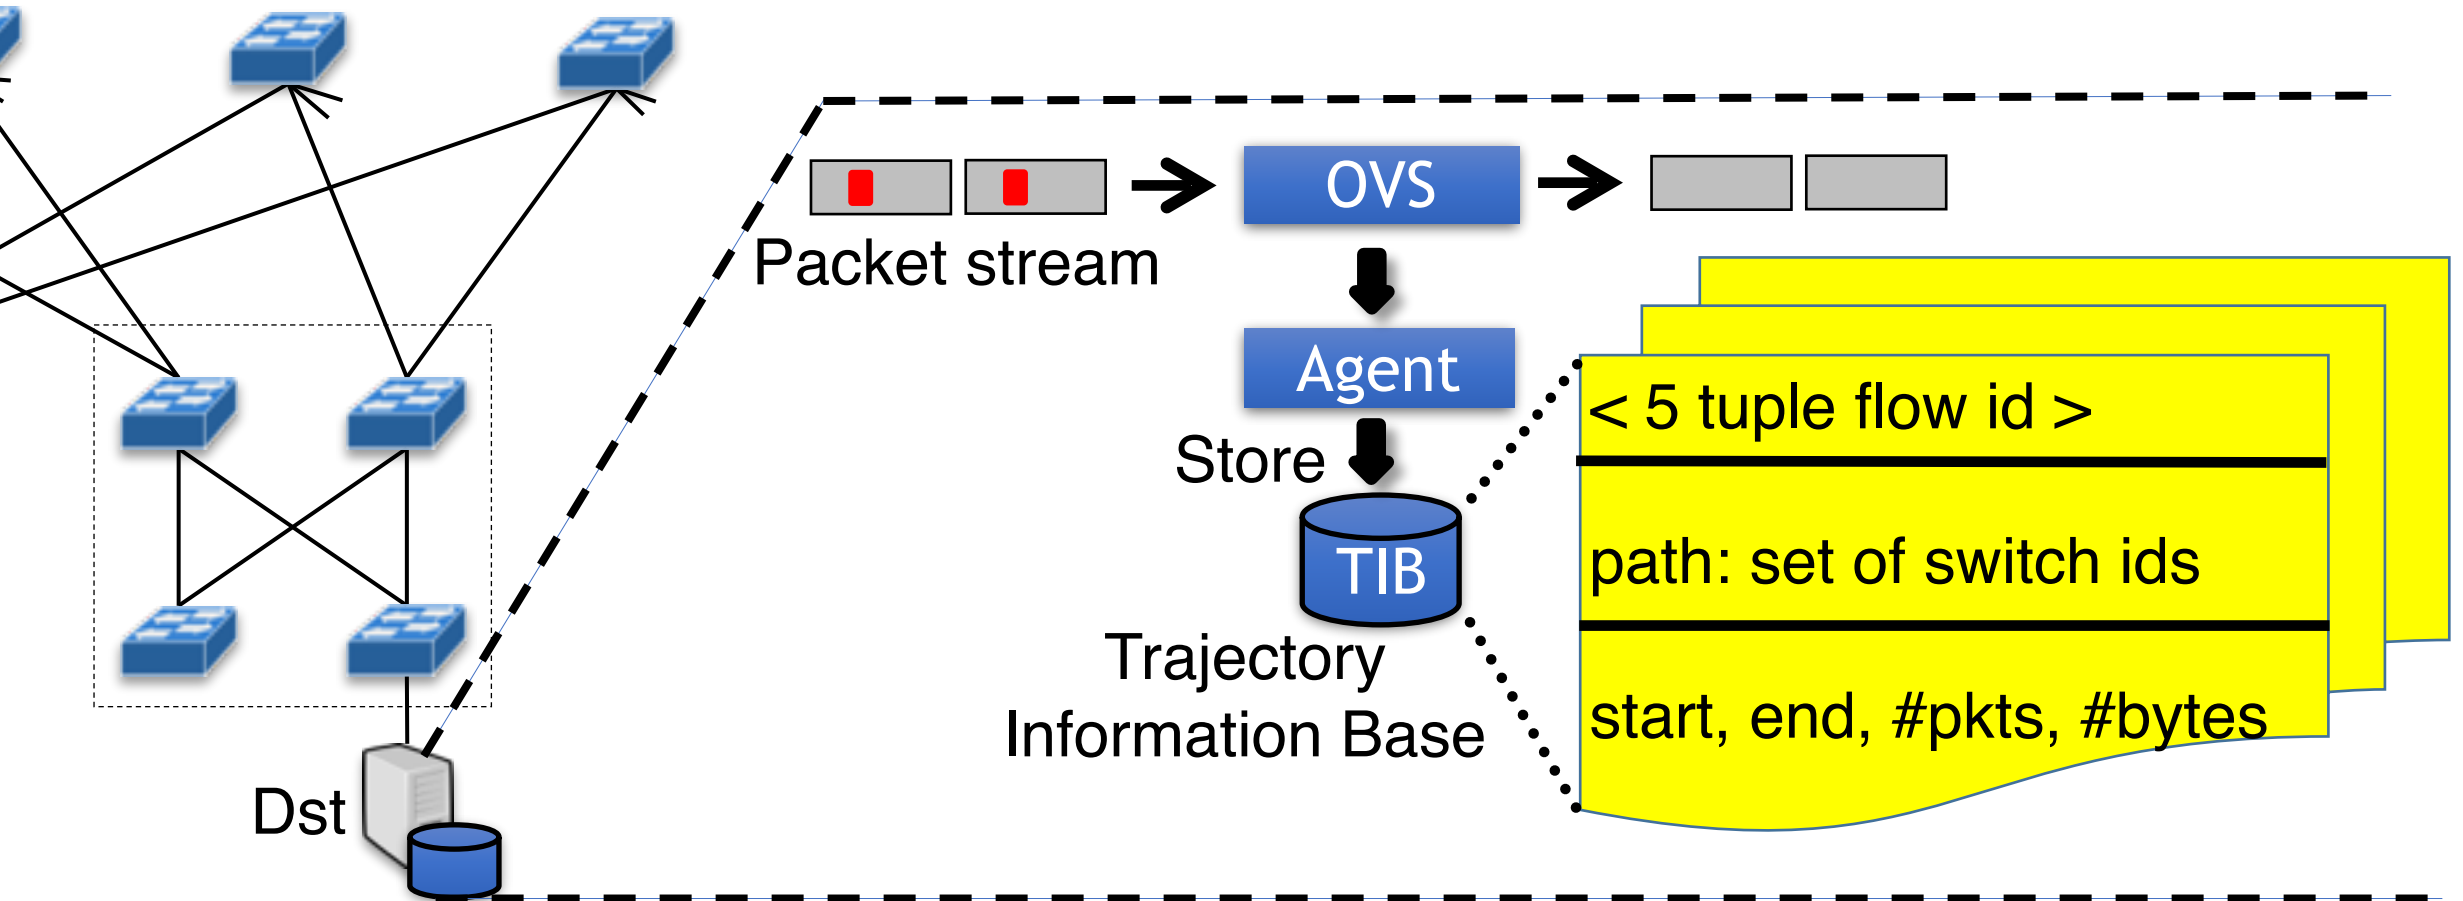 OVS
Packet stream
Agent
Store
TIB
Trajectory
Information Base
< 5 tuple flow id >
path: set of switch ids
start, end, #pkts, #bytes
Dst